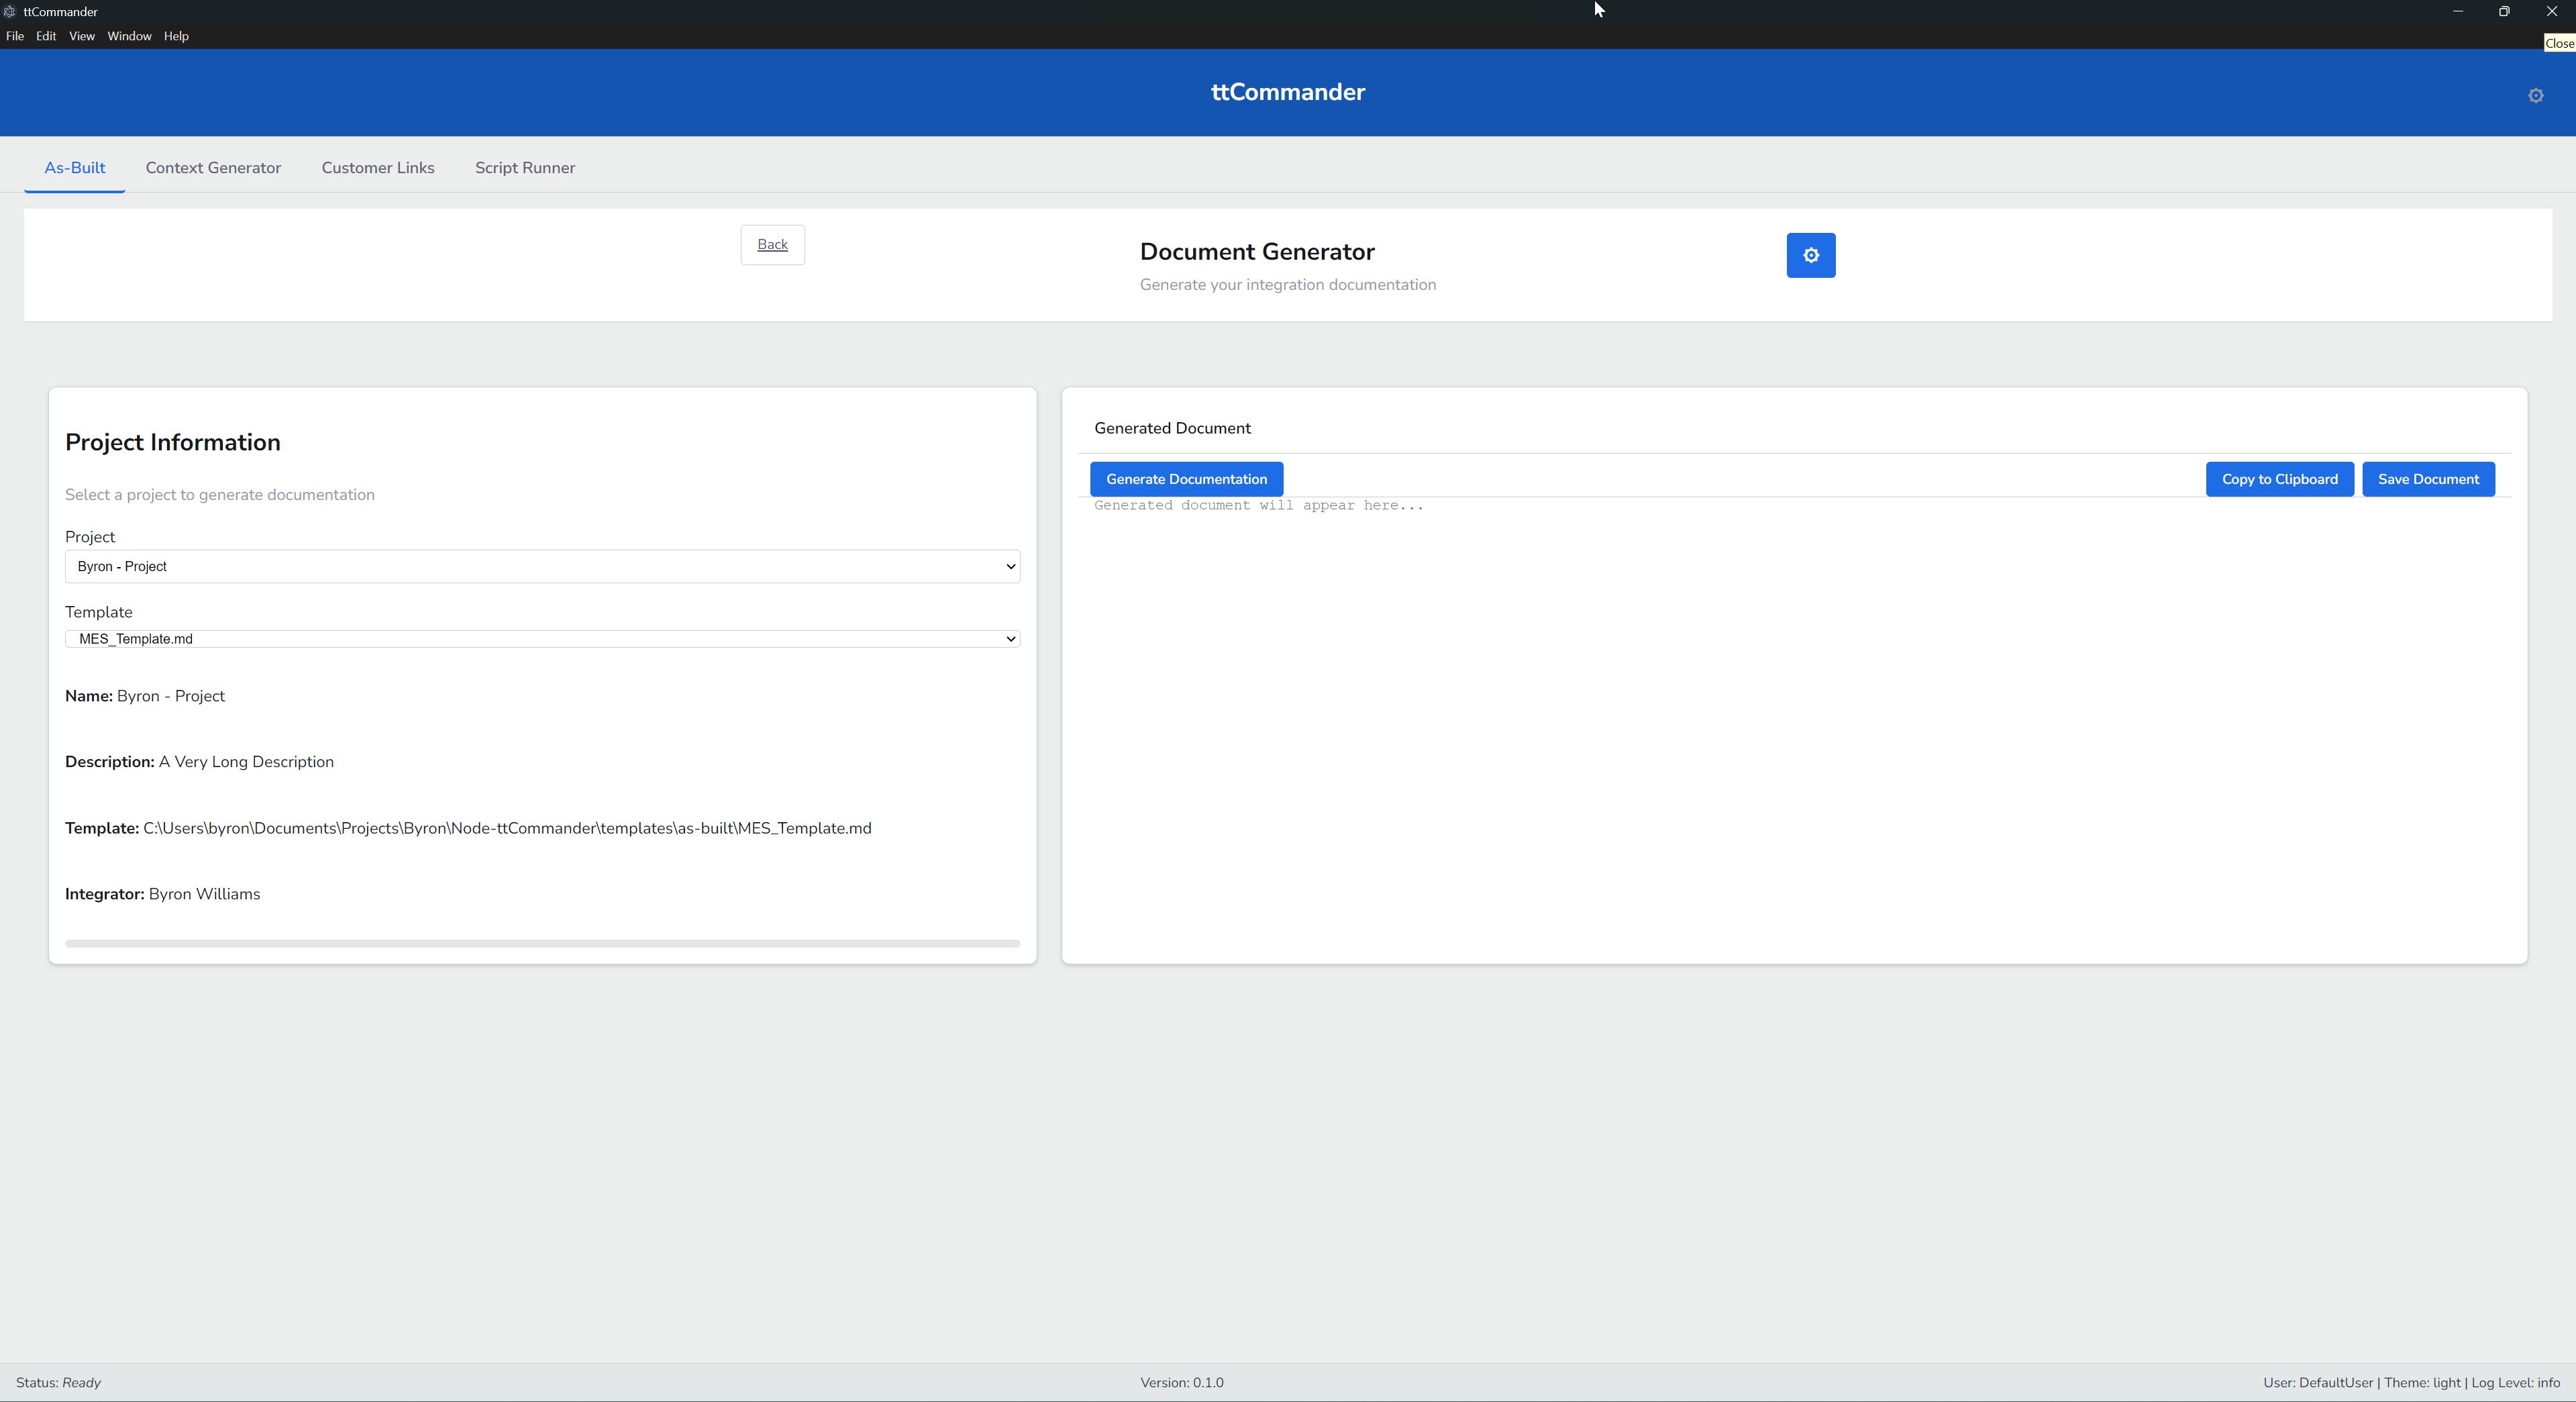 ttCommander
File Edit View Window Help
Close
ttCommander
As-Built Context Generator Customer Links Script Runner
Back
Document Generator
Generate your integration documentation
Project Information
Select a project to generate documentation
Project
Byron - Project
Template
MES_Template.md
Name: Byron - Project
Description: A Very Long Description
Template: C:\Users\byron\Documents\Projects\Byron\Node-ttCommander\templates\as-built\MES_Template.md
Integrator: Byron Williams
Generated Document
Generate Documentation Copy to Clipboard Save Document
Generated document will appear here...
Status: Ready Version: 0.1.0 User: DefaultUser | Theme: light | Log Level: info